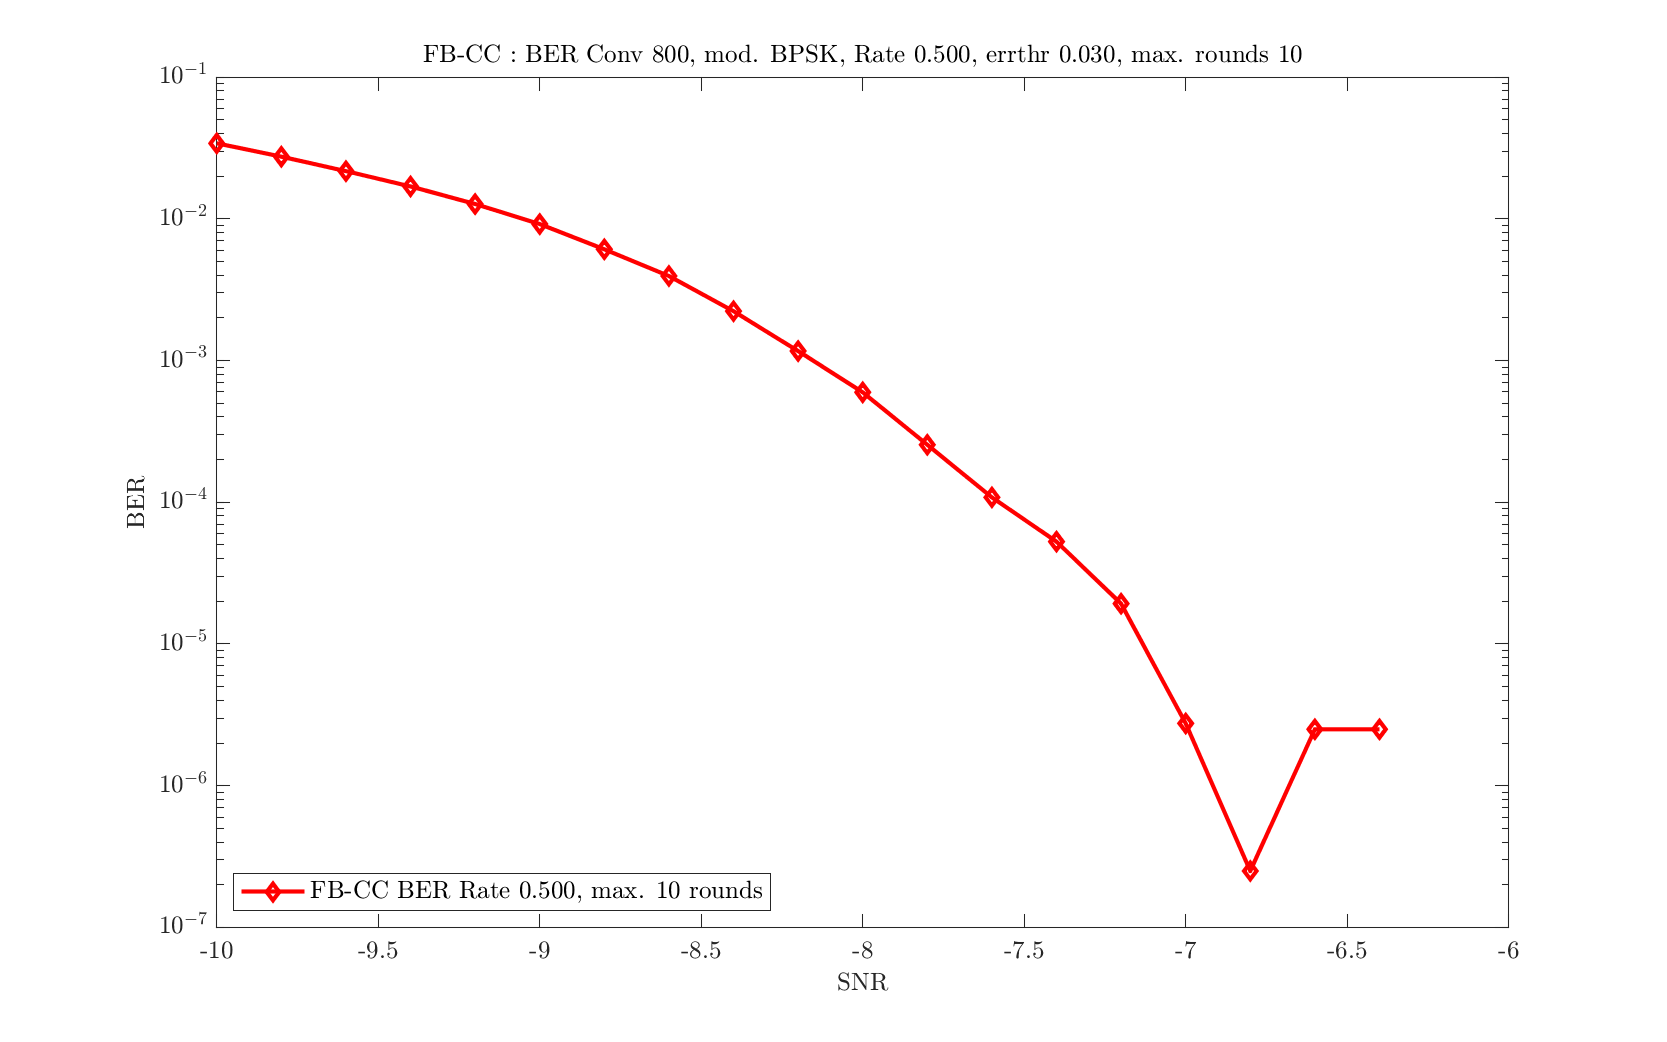 FB-CC : BER Conv 800, mod. BPSK, Rate 0.500, errthr 0.030, max. rounds 10
10⁻¹
10⁻²
10⁻³
10⁻⁴
10⁻⁵
10⁻⁶
10⁻⁷
BER
FB-CC BER Rate 0.500, max. 10 rounds
-10 -9.5 -9 -8.5 -8 -7.5 -7 -6.5 -6
SNR